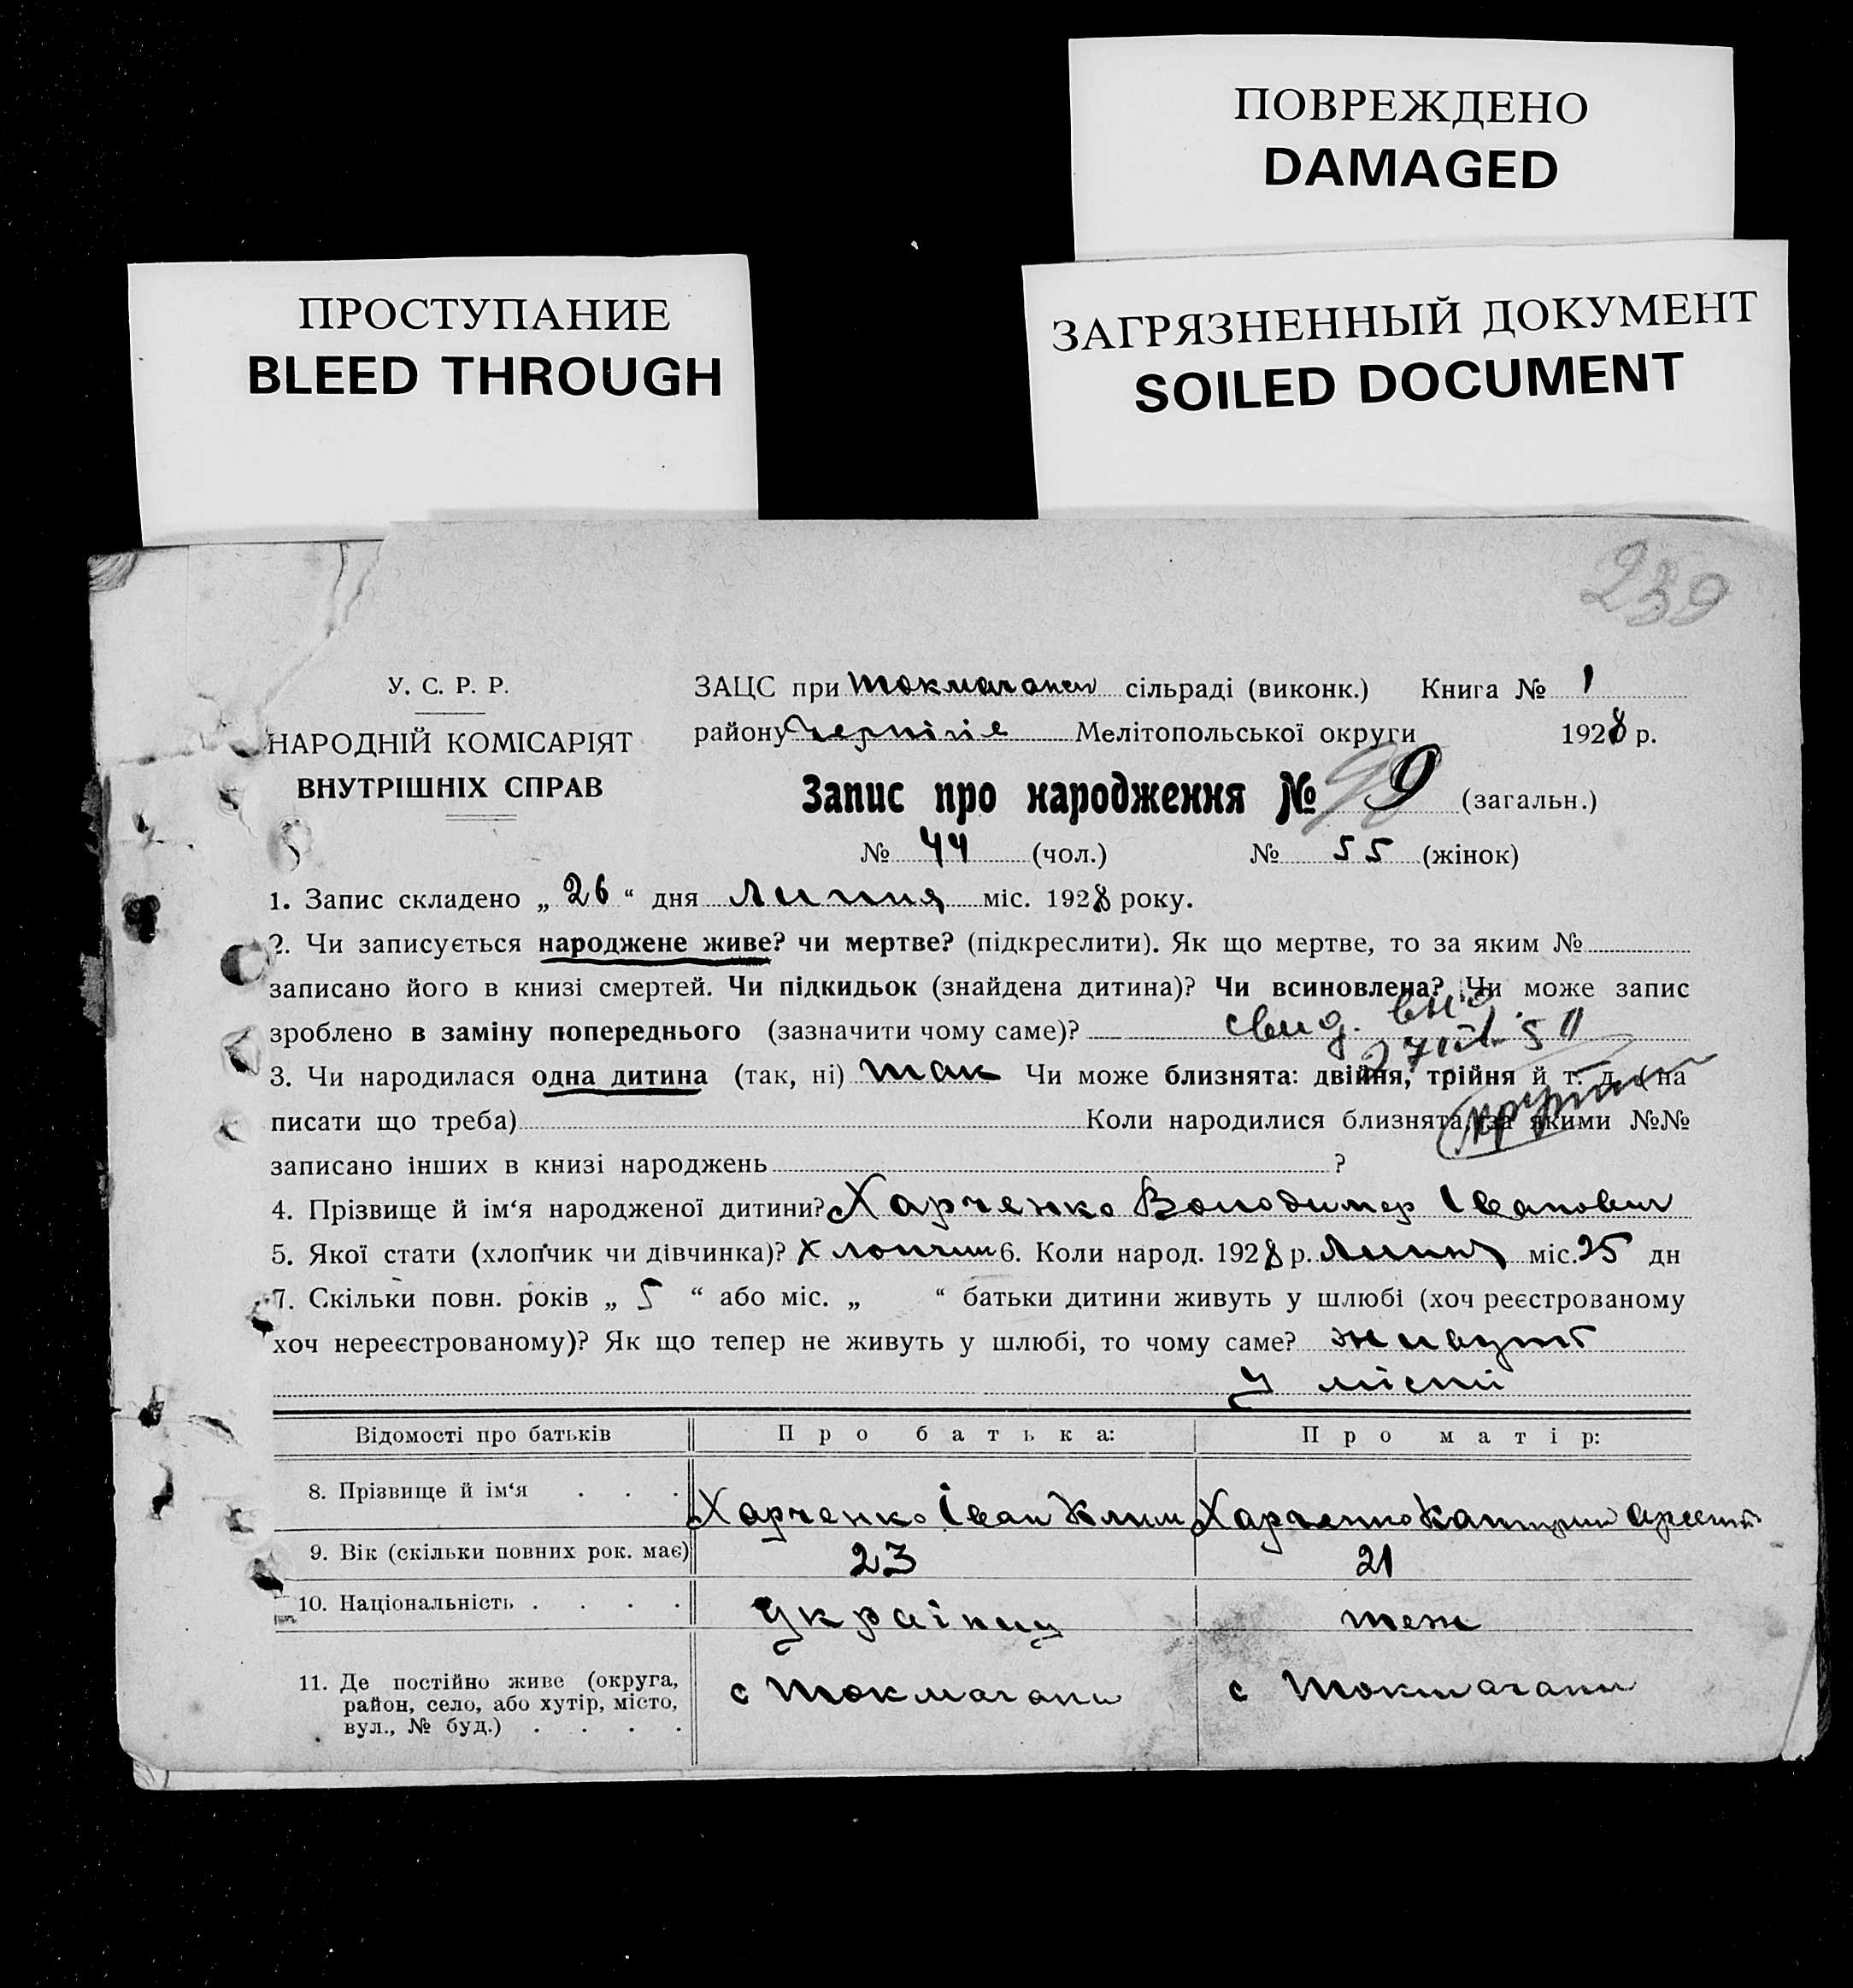 ПОВРЕЖДЕНО
DAMAGED
ПРОСТУПАНИЕ
BLEED THROUGH
ЗАГРЯЗНЕННЫЙ ДОКУМЕНТ
SOILED DOCUMENT
239
У. С. Р. Р.
НАРОДНІЙ КОМІСАРІЯТ
ВНУТРІШНІХ СПРАВ
ЗАЦС при сільраді (виконк.) Книга № 1
району Мелітопольської округи 1928 р.
Запис про народження № 99 (загальн.)
№ 44 (чол.) № 55 (жінок)
1. Запис складено „ 26 “ дня Липня міс. 1928 року.
2. Чи записується народжене живе? чи мертве? (підкреслити). Як що мертве, то за яким №
записано його в книзі смертей. Чи підкидьок (знайдена дитина)? Чи всиновлена? Чи може запис
зроблено в заміну попереднього (зазначити чому саме)?
3. Чи народилася одна дитина (так, ні) так Чи може близнята: двійня, трійня й т. д. (на
писати що треба) Коли народилися близнята, за якими №№
записано інших в книзі народжень ?
4. Прізвище й ім‘я народженої дитини? Харченко Володимер Іванович
5. Якої стати (хлопчик чи дівчинка)? Хлопчик 6. Коли народ. 1928 р. Липня міс. 25 дн
7. Скільки повн. років „ 5 “ або міс. „ “ батьки дитини живуть у шлюбі (хоч реєстрованому
хоч нереєстрованому)? Як що тепер не живуть у шлюбі, то чому саме? живуть
у
Відомості про батьків Про батька: Про матір:
8. Прізвище й ім‘я . . . Харченко Іван Клим Харченко
9. Вік (скільки повних рок. має) 23 21
10. Національність . . . . Українці теж
11. Де постійно живе (округа,
район, село, або хутір, місто,
вул., № буд.) . . . .
с Токмачани с Токмачани